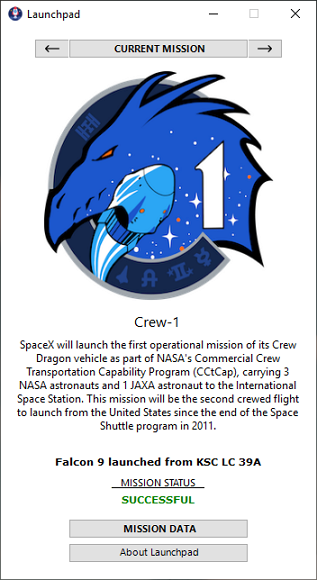 Launchpad
← CURRENT MISSION →
1
Crew-1
SpaceX will launch the first operational mission of its Crew
Dragon vehicle as part of NASA's Commercial Crew
Transportation Capability Program (CCtCap), carrying 3
NASA astronauts and 1 JAXA astronaut to the International
Space Station. This mission will be the second crewed flight
to launch from the United States since the end of the Space
Shuttle program in 2011.
Falcon 9 launched from KSC LC 39A
MISSION STATUS
SUCCESSFUL
MISSION DATA
About Launchpad